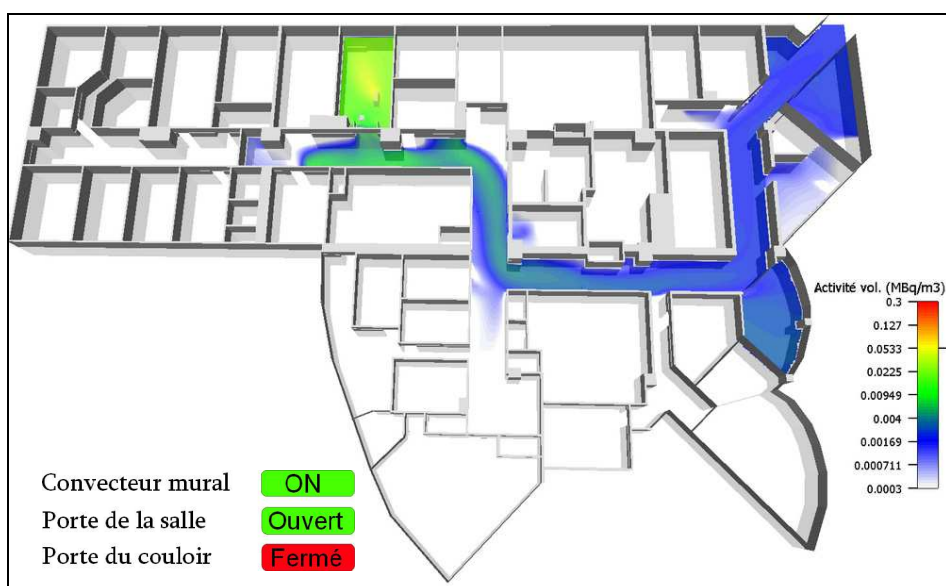 Activité vol. (MBq/m3)
0.3
0.127
0.0533
0.0225
0.00949
0.004
0.00169
0.000711
0.0003
Convecteur mural ON
Porte de la salle Ouvert
Porte du couloir Fermé